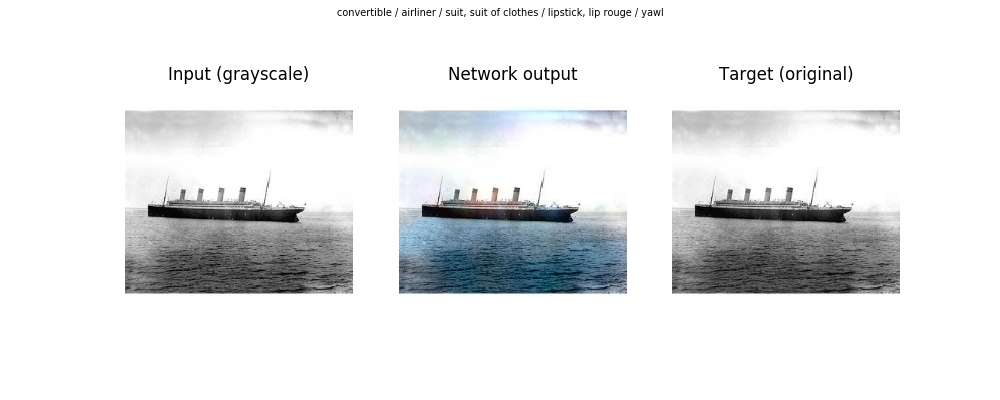 convertible / airliner / suit, suit of clothes / lipstick, lip rouge / yawl
Input (grayscale)
Network output
Target (original)